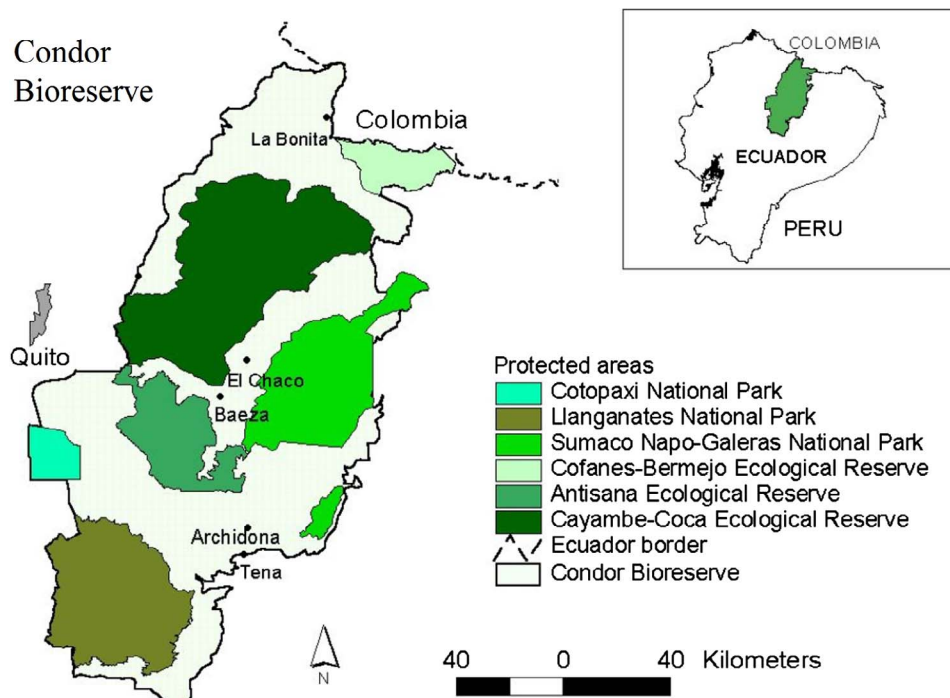 Condor
Bioreserve
La Bonita
Colombia
Quito
El Chaco
Baeza
Archidona
Tena
COLOMBIA
ECUADOR
PERU
Protected areas
Cotopaxi National Park
Llanganates National Park
Sumaco Napo-Galeras National Park
Cofanes-Bermejo Ecological Reserve
Antisana Ecological Reserve
Cayambe-Coca Ecological Reserve
Ecuador border
Condor Bioreserve
N
40 0 40 Kilometers